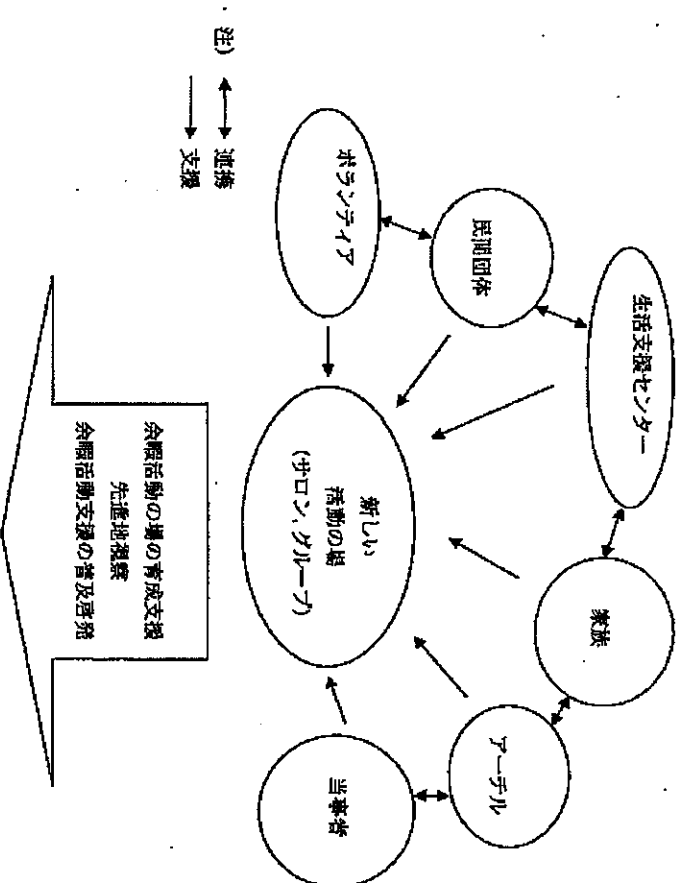 生活支援センター
家族
民間団体
アーテル
ボランティア
新しい
活動の場
(サロン,グループ)
当事者
注)
連携
支援
余暇活動の場の育成支援
先進地視察
余暇活動支援の普及啓発